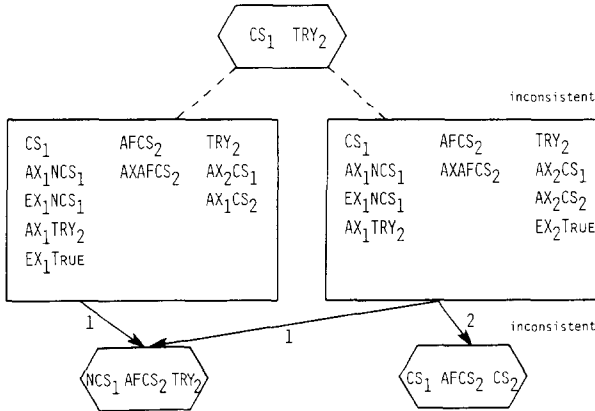 CS₁ TRY₂
inconsistent
CS₁ AFCS₂ TRY₂
AX₁NCS₁ AXAFCS₂ AX₂CS₁
EX₁NCS₁ AX₁CS₂
AX₁TRY₂
EX₁TRUE
CS₁ AFCS₂ TRY₂
AX₁NCS₁ AXAFCS₂ AX₂CS₁
EX₁NCS₁ AX₂CS₂
AX₁TRY₂ EX₂TRUE
1
1
2
inconsistent
NCS₁ AFCS₂ TRY₂
CS₁ AFCS₂ CS₂